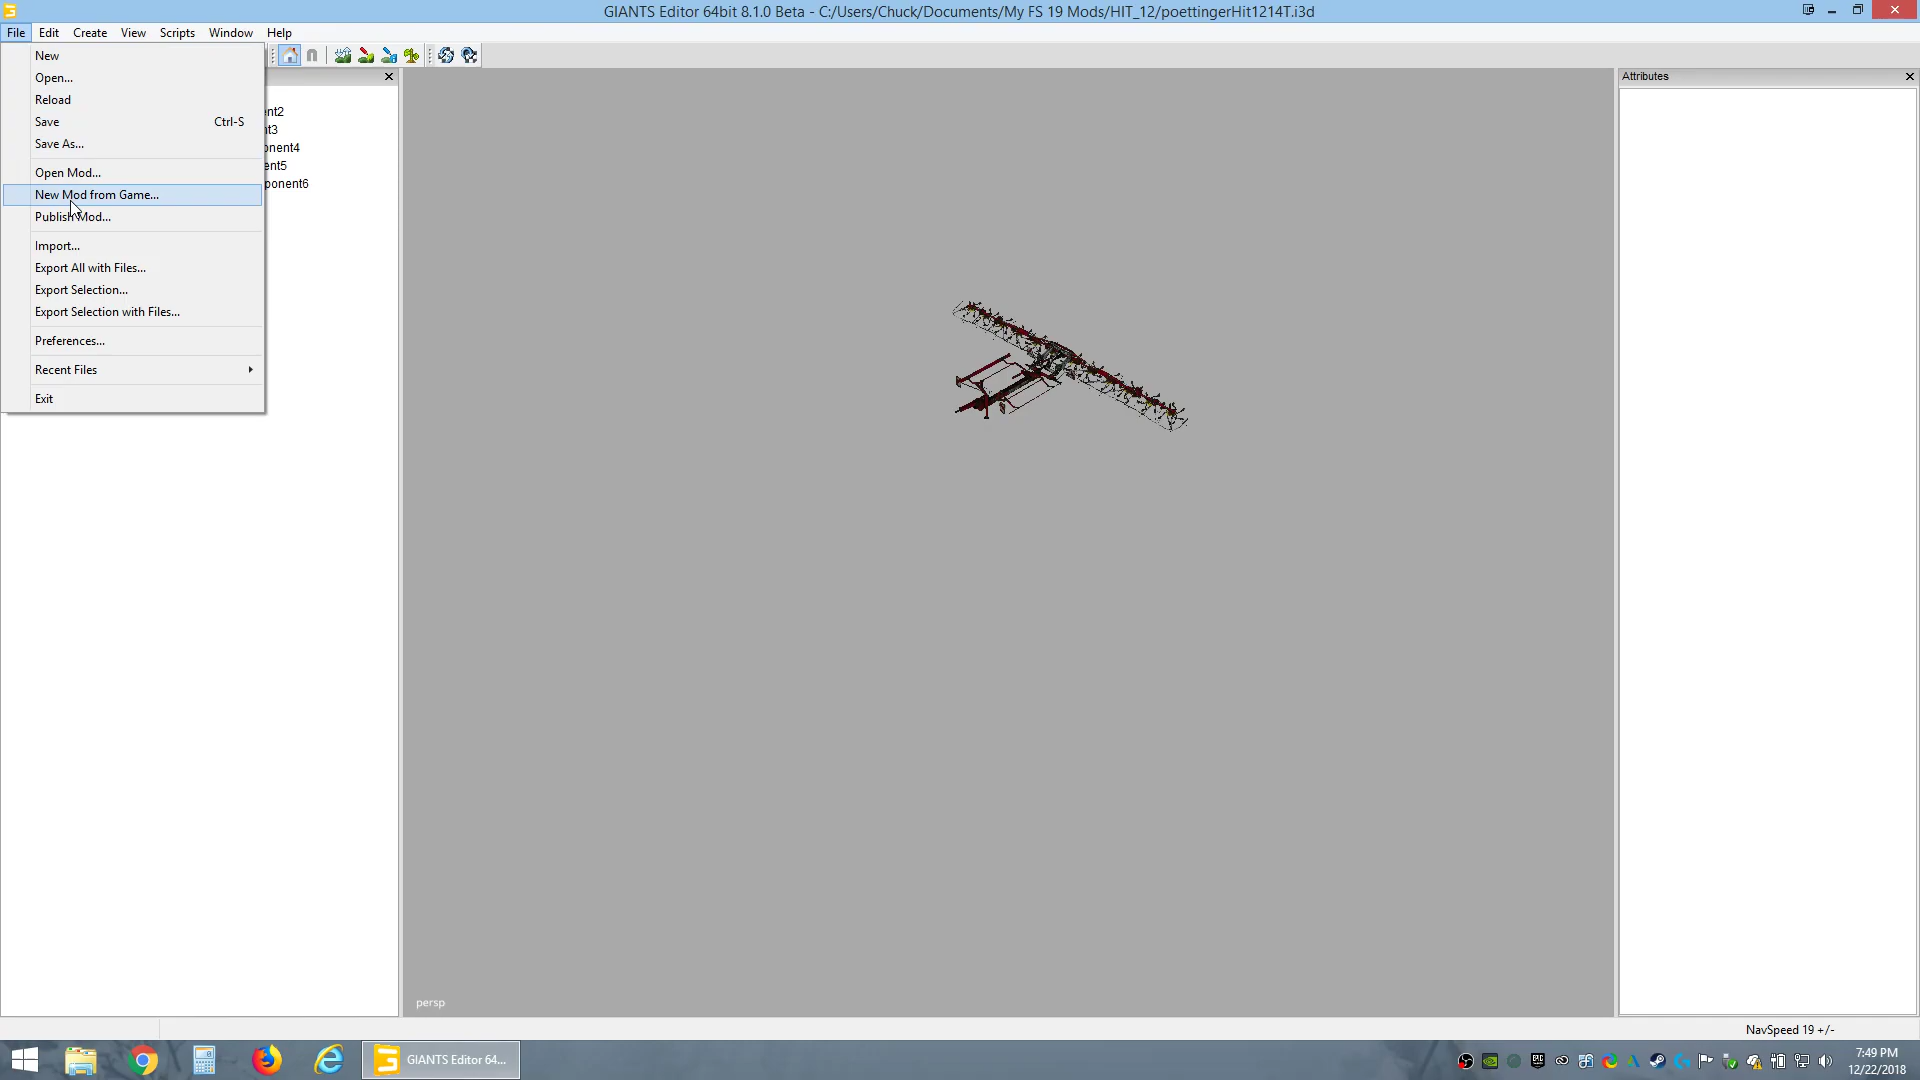 GIANTS Editor 64bit 8.1.0 Beta - C:/Users/Chuck/Documents/My FS 19 Mods/HIT_12/poettingerHit1214T.i3d
File Edit Create View Scripts Window Help
New
Open...
Reload
Save Ctrl-S
Save As...
Open Mod...
New Mod from Game...
Publish Mod...
Import...
Export All with Files...
Export Selection...
Export Selection with Files...
Preferences...
Recent Files
Exit
ent2
nt3
onent4
ent5
ponent6
Attributes
persp
NavSpeed 19 +/-
GIANTS Editor 64...
7:49 PM
12/22/2018